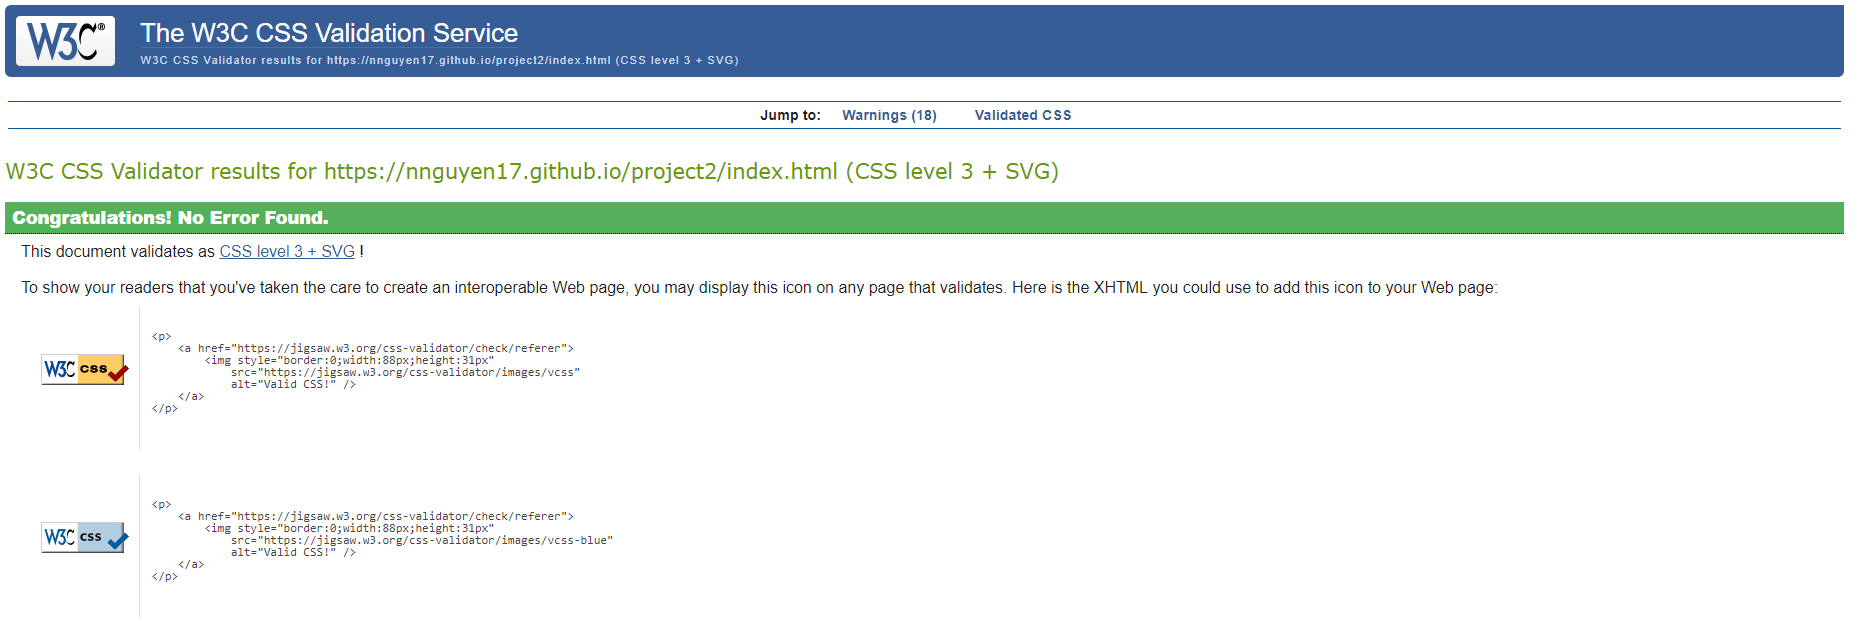 W3C®
The W3C CSS Validation Service
W3C CSS Validator results for https://nnguyen17.github.io/project2/index.html (CSS level 3 + SVG)
Jump to: Warnings (18) Validated CSS
W3C CSS Validator results for https://nnguyen17.github.io/project2/index.html (CSS level 3 + SVG)
Congratulations! No Error Found.
This document validates as CSS level 3 + SVG !
To show your readers that you've taken the care to create an interoperable Web page, you may display this icon on any page that validates. Here is the XHTML you could use to add this icon to your Web page:
W3C css
<p>
    <a href="https://jigsaw.w3.org/css-validator/check/referer">
        <img style="border:0;width:88px;height:31px"
            src="https://jigsaw.w3.org/css-validator/images/vcss"
            alt="Valid CSS!" />
    </a>
</p>
W3C css
<p>
    <a href="https://jigsaw.w3.org/css-validator/check/referer">
        <img style="border:0;width:88px;height:31px"
            src="https://jigsaw.w3.org/css-validator/images/vcss-blue"
            alt="Valid CSS!" />
    </a>
</p>